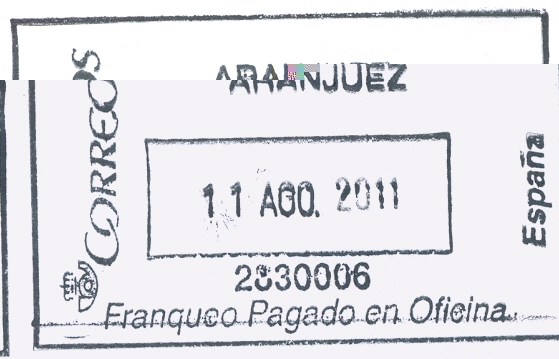 CORREOS
ARANJUEZ
11 AGO. 2011
2830006
Franqueo Pagado en Oficina.
España